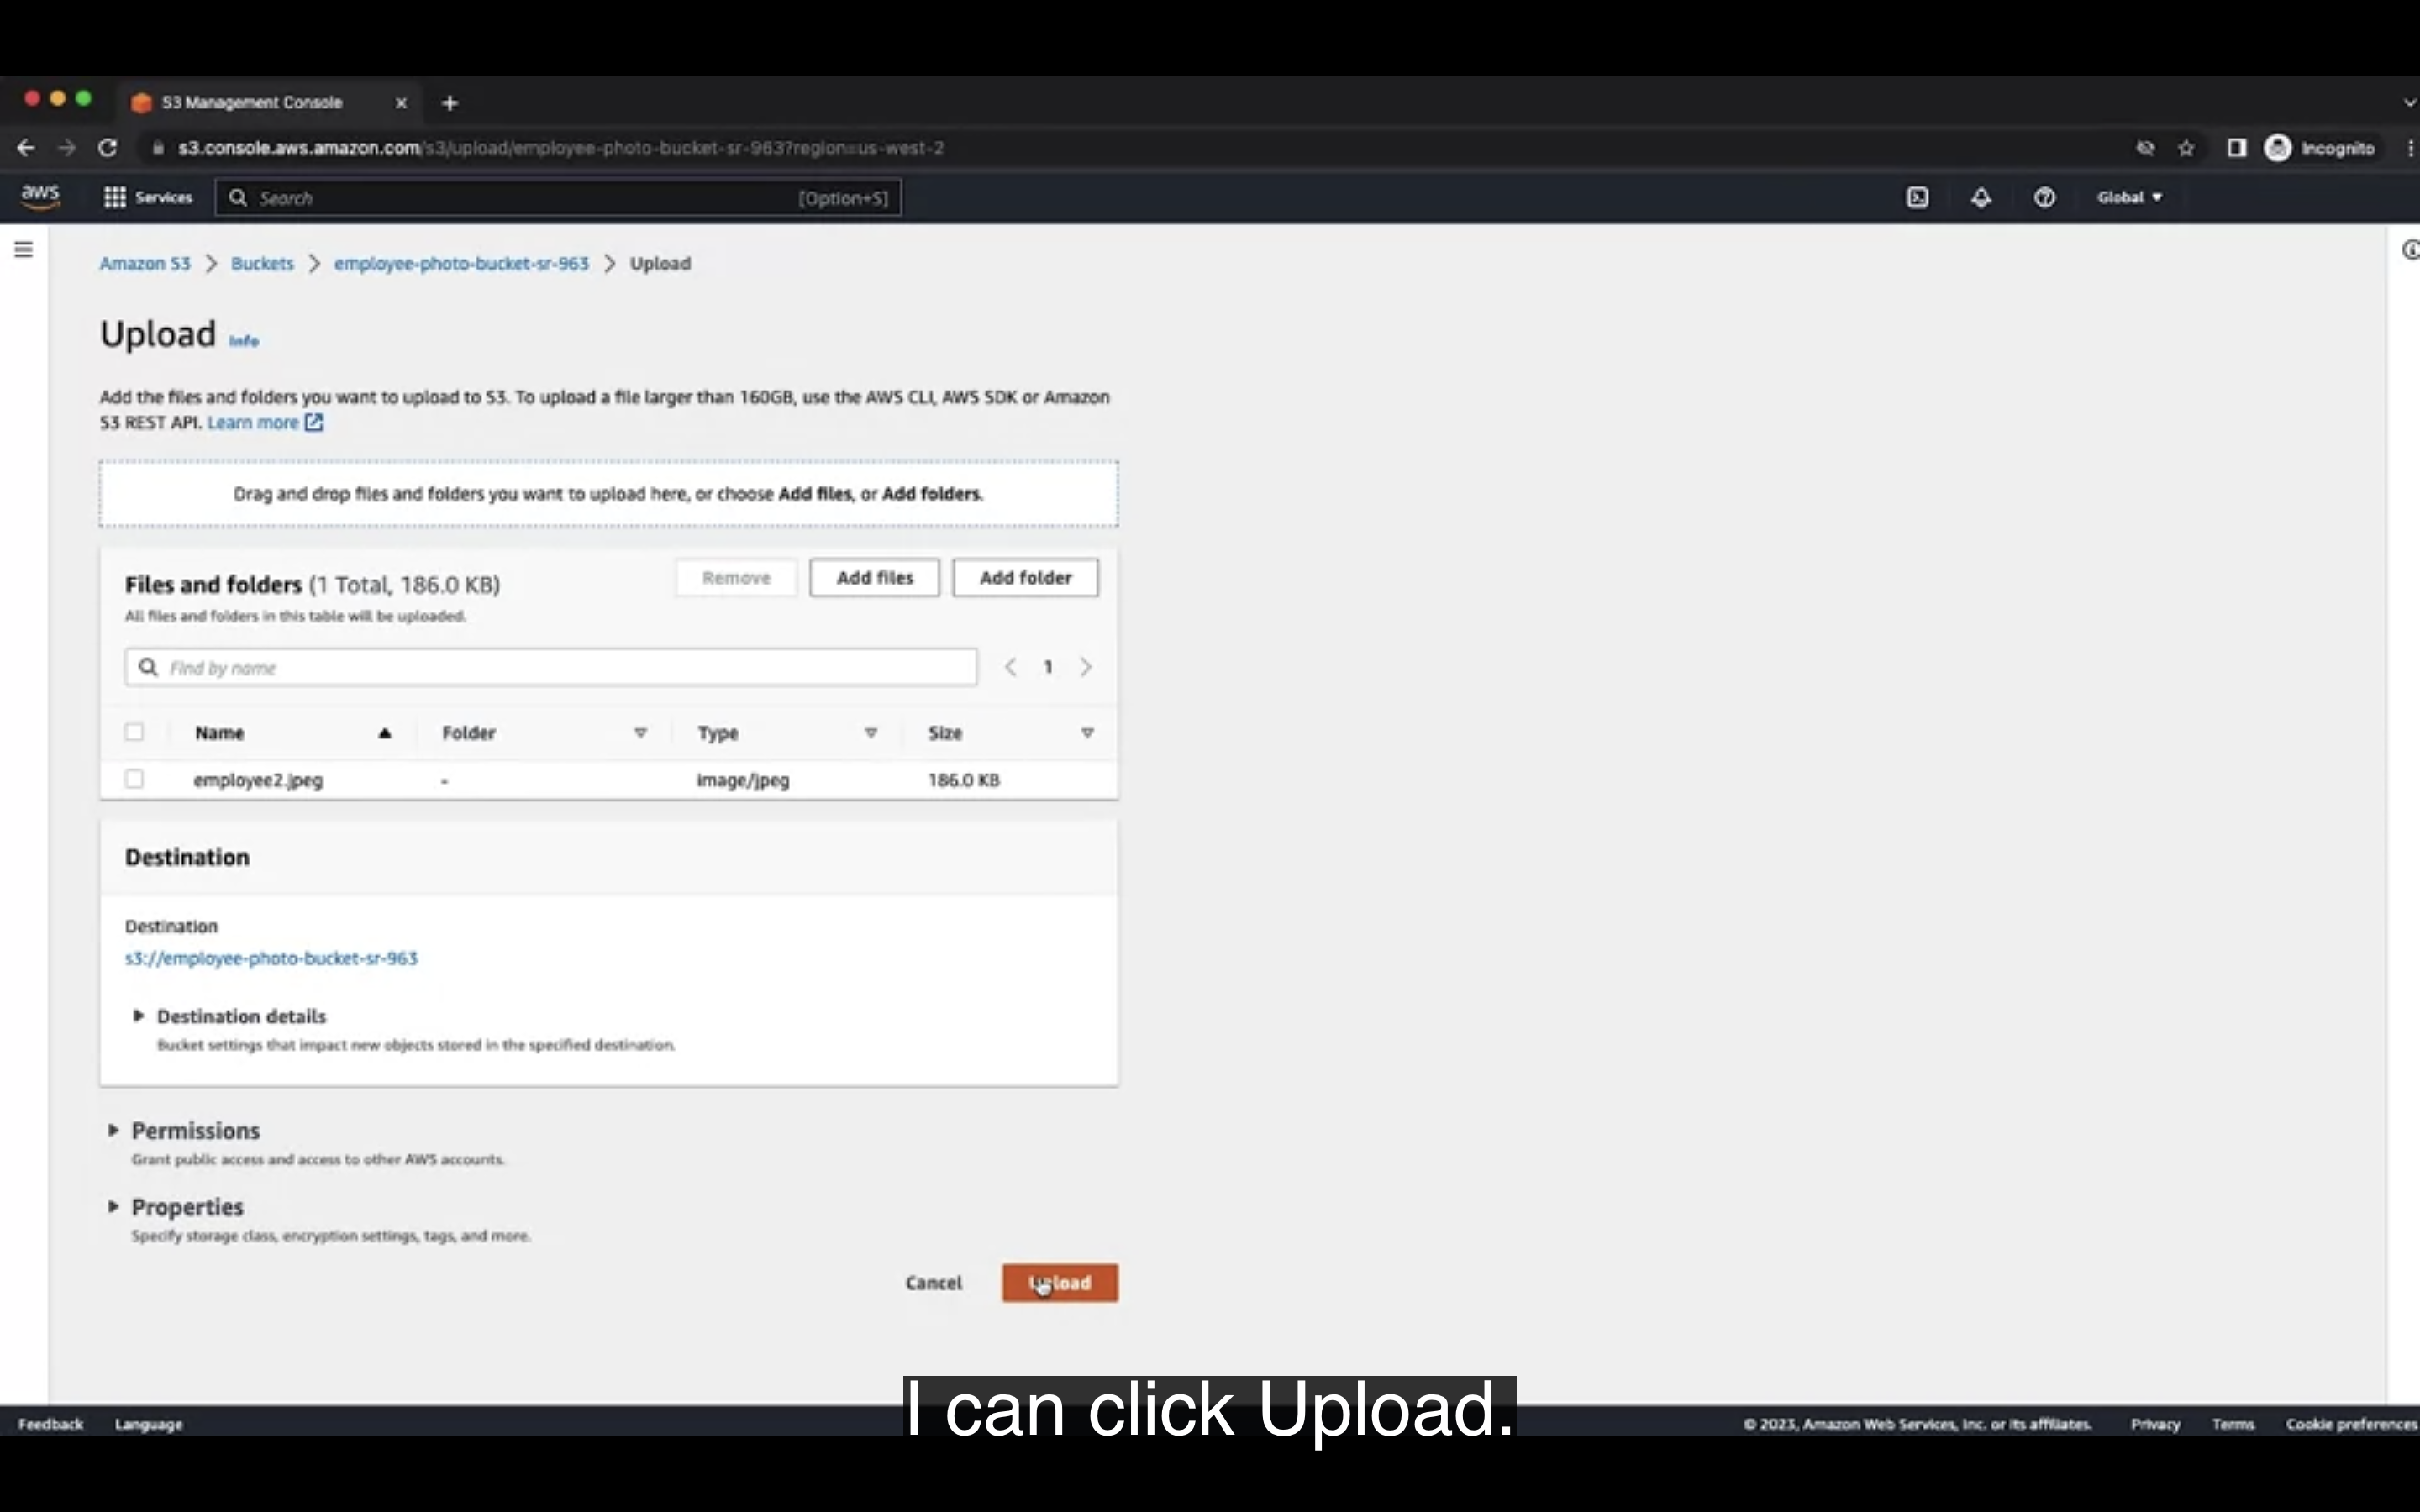 S3 Management Console
s3.console.aws.amazon.com/s3/upload/employee-photo-bucket-sr-963?region=us-west-2
Incognito
aws
Services
Search
[Option+S]
Global
Amazon S3 > Buckets > employee-photo-bucket-sr-963 > Upload
Upload Info
Add the files and folders you want to upload to S3. To upload a file larger than 160GB, use the AWS CLI, AWS SDK or Amazon
S3 REST API. Learn more
Drag and drop files and folders you want to upload here, or choose Add files, or Add folders.
Files and folders (1 Total, 186.0 KB)
Remove
Add files
Add folder
All files and folders in this table will be uploaded.
Find by name
1
Name Folder Type Size
employee2.jpeg - image/jpeg 186.0 KB
Destination
Destination
s3://employee-photo-bucket-sr-963
Destination details
Bucket settings that impact new objects stored in the specified destination.
Permissions
Grant public access and access to other AWS accounts.
Properties
Specify storage class, encryption settings, tags, and more.
Cancel
Upload
I can click Upload.
Feedback Language
© 2023, Amazon Web Services, Inc. or its affiliates. Privacy Terms Cookie preferences